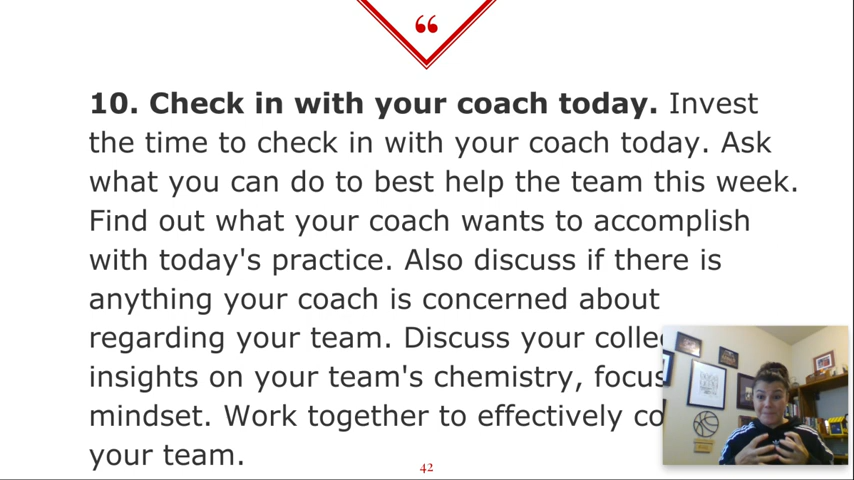 “
10. Check in with your coach today. Invest
the time to check in with your coach today. Ask
what you can do to best help the team this week.
Find out what your coach wants to accomplish
with today's practice. Also discuss if there is
anything your coach is concerned about
regarding your team. Discuss your
insights on your team's chemistry, focus
mindset. Work together to effectively
your team.
42